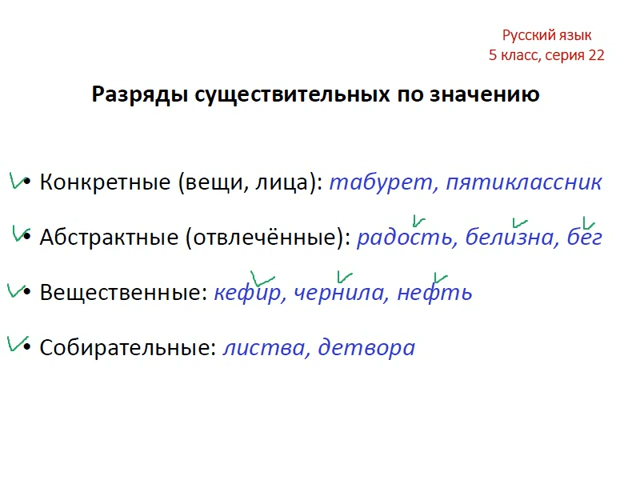 Русский язык
5 класс, серия 22
Разряды существительных по значению
• Конкретные (вещи, лица): табурет, пятиклассник
• Абстрактные (отвлечённые): радость, белизна, бег
• Вещественные: кефир, чернила, нефть
• Собирательные: листва, детвора